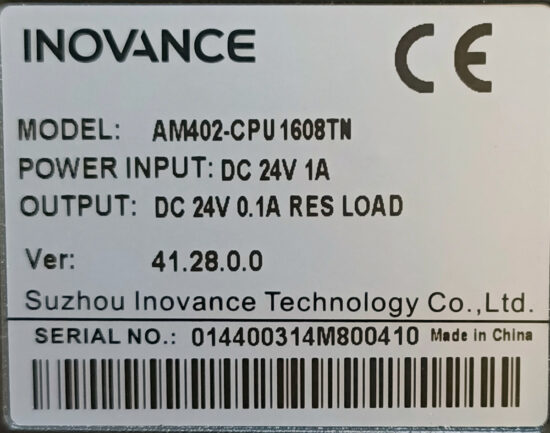 INOVANCE CE
MODEL: AM402-CPU1608TN
POWER INPUT: DC 24V 1A
OUTPUT: DC 24V 0.1A RES LOAD
Ver: 41.28.0.0
Suzhou Inovance Technology Co.,Ltd.
SERIAL NO.: 014400314M800410 Made in China